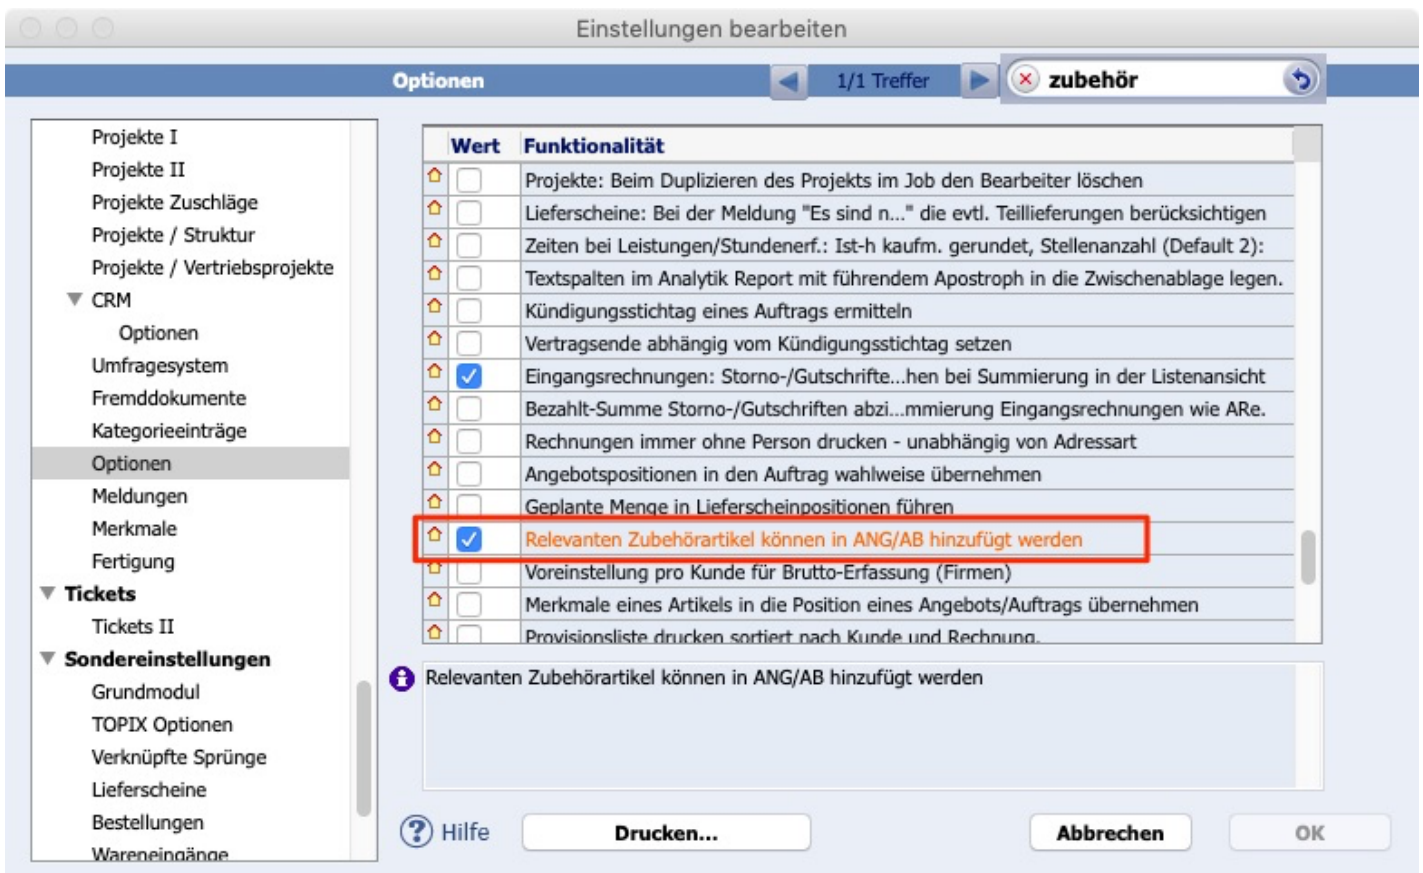 Einstellungen bearbeiten
Optionen
1/1 Treffer
zubehör
Projekte I
Projekte II
Projekte Zuschläge
Projekte / Struktur
Projekte / Vertriebsprojekte
CRM
Optionen
Umfragesystem
Fremddokumente
Kategorieeinträge
Optionen
Meldungen
Merkmale
Fertigung
Tickets
Tickets II
Sondereinstellungen
Grundmodul
TOPIX Optionen
Verknüpfte Sprünge
Lieferscheine
Bestellungen
Wareneingänge
Wert Funktionalität
Projekte: Beim Duplizieren des Projekts im Job den Bearbeiter löschen
Lieferscheine: Bei der Meldung "Es sind n..." die evtl. Teillieferungen berücksichtigen
Zeiten bei Leistungen/Stundenerf.: Ist-h kaufm. gerundet, Stellenanzahl (Default 2):
Textspalten im Analytik Report mit führendem Apostroph in die Zwischenablage legen.
Kündigungsstichtag eines Auftrags ermitteln
Vertragsende abhängig vom Kündigungsstichtag setzen
Eingangsrechnungen: Storno-/Gutschrifte...hen bei Summierung in der Listenansicht
Bezahlt-Summe Storno-/Gutschriften abzi...mmierung Eingangsrechnungen wie ARe.
Rechnungen immer ohne Person drucken - unabhängig von Adressart
Angebotspositionen in den Auftrag wahlweise übernehmen
Geplante Menge in Lieferscheinpositionen führen
Relevanten Zubehörartikel können in ANG/AB hinzufügt werden
Voreinstellung pro Kunde für Brutto-Erfassung (Firmen)
Merkmale eines Artikels in die Position eines Angebots/Auftrags übernehmen
Provisionsliste drucken sortiert nach Kunde und Rechnung.
Relevanten Zubehörartikel können in ANG/AB hinzufügt werden
Hilfe
Drucken...
Abbrechen
OK